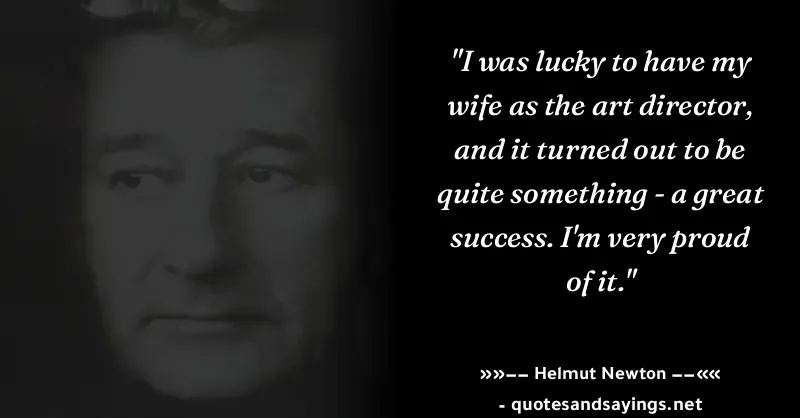 "I was lucky to have my
wife as the art director,
and it turned out to be
quite something - a great
success. I'm very proud
of it."
»»−− Helmut Newton −−««
- quotesandsayings.net